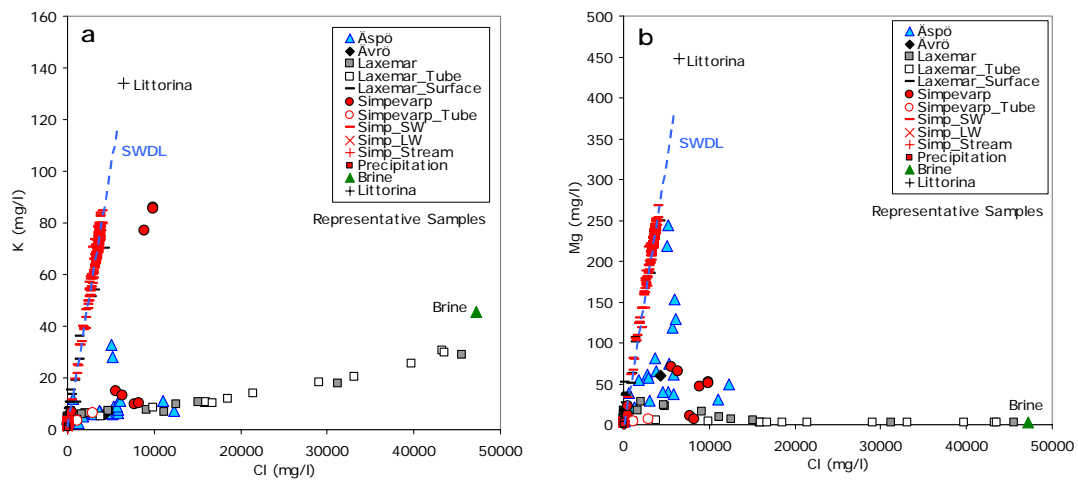 a
160
140
120
100
80
60
40
20
0
K (mg/l)
0
10000
20000
30000
40000
50000
Cl (mg/l)
Littorina
SWDL
Brine
Äspö
Ävrö
Laxemar
Laxemar_Tube
Laxemar_Surface
Simpevarp
Simpevarp_Tube
Simp_SW
Simp_LW
Simp_Stream
Precipitation
Brine
Littorina
Representative Samples
b
500
450
400
350
300
250
200
150
100
50
0
Mg (mg/l)
0
10000
20000
30000
40000
50000
Cl (mg/l)
Littorina
SWDL
Brine
Äspö
Ävrö
Laxemar
Laxemar_Tube
Laxemar_Surface
Simpevarp
Simpevarp_Tube
Simp_SW
Simp_LW
Simp_Stream
Precipitation
Brine
Littorina
Representative Samples